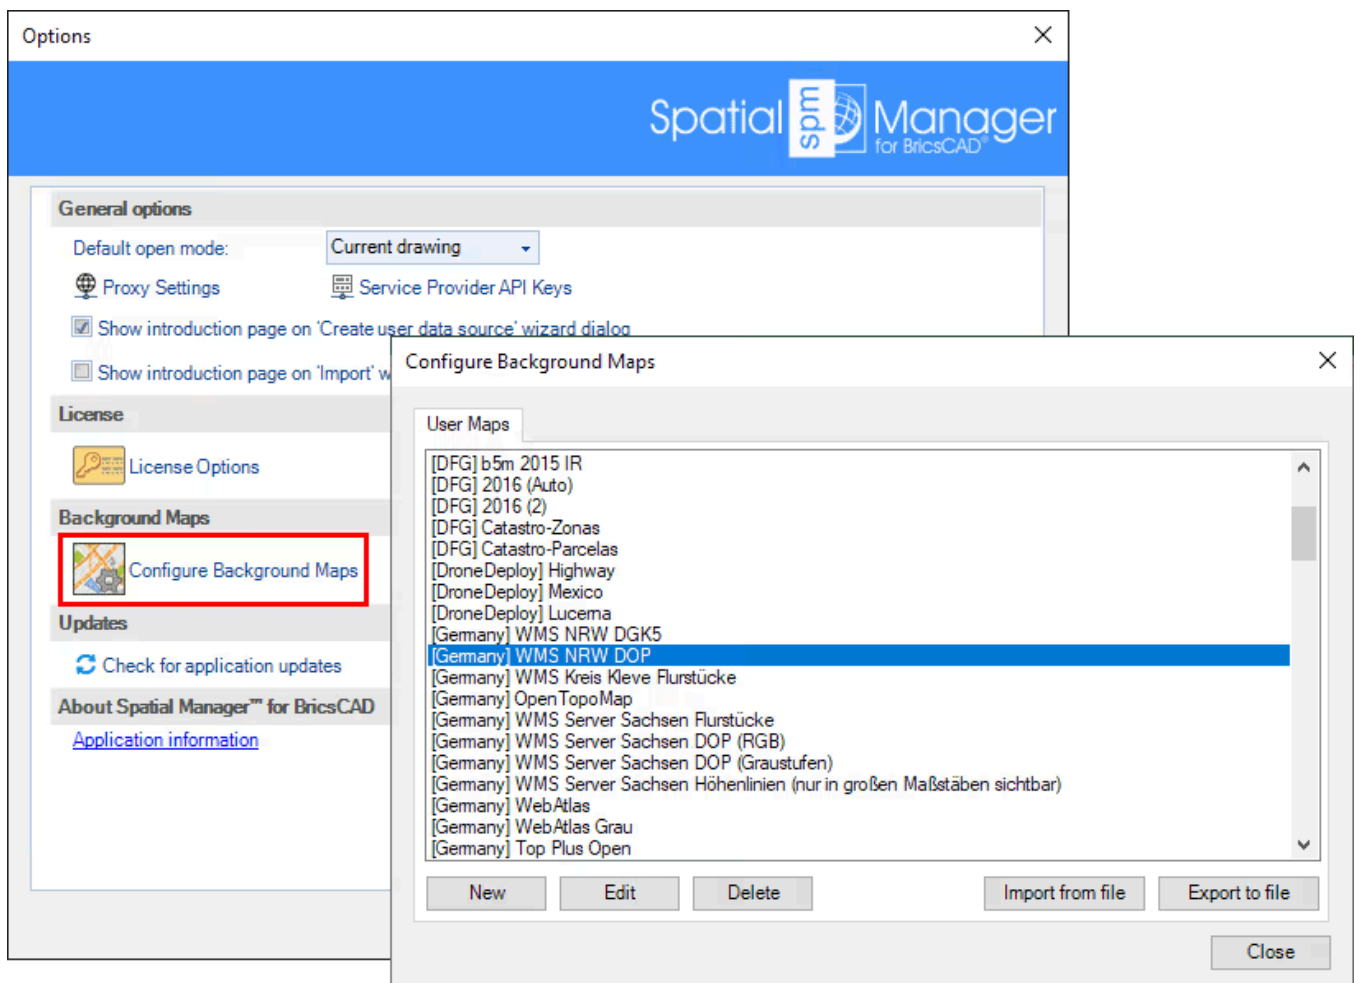 Options
Spatial spm Manager
for BricsCAD®
General options
Default open mode: Current drawing
Proxy Settings Service Provider API Keys
Show introduction page on 'Create user data source' wizard dialog
Show introduction page on 'Import' w
License
License Options
Background Maps
Configure Background Maps
Updates
Check for application updates
About Spatial Manager™ for BricsCAD
Application information
Configure Background Maps
User Maps
[DFG] b5m 2015 IR
[DFG] 2016 (Auto)
[DFG] 2016 (2)
[DFG] Catastro-Zonas
[DFG] Catastro-Parcelas
[DroneDeploy] Highway
[DroneDeploy] Mexico
[DroneDeploy] Lucerna
[Germany] WMS NRW DGK5
[Germany] WMS NRW DOP
[Germany] WMS Kreis Kleve Flurstücke
[Germany] OpenTopoMap
[Germany] WMS Server Sachsen Flurstücke
[Germany] WMS Server Sachsen DOP (RGB)
[Germany] WMS Server Sachsen DOP (Graustufen)
[Germany] WMS Server Sachsen Höhenlinien (nur in großen Maßstäben sichtbar)
[Germany] WebAtlas
[Germany] WebAtlas Grau
[Germany] Top Plus Open
New Edit Delete Import from file Export to file
Close